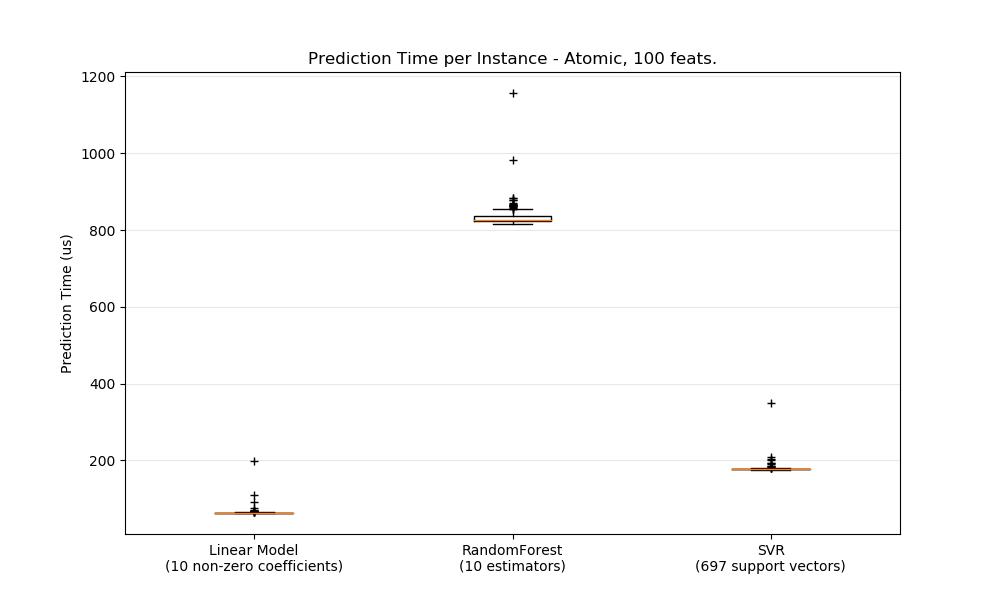 Prediction Time per Instance - Atomic, 100 feats.
Prediction Time (us)
1200
1000
800
600
400
200
Linear Model
(10 non-zero coefficients)
RandomForest
(10 estimators)
SVR
(697 support vectors)